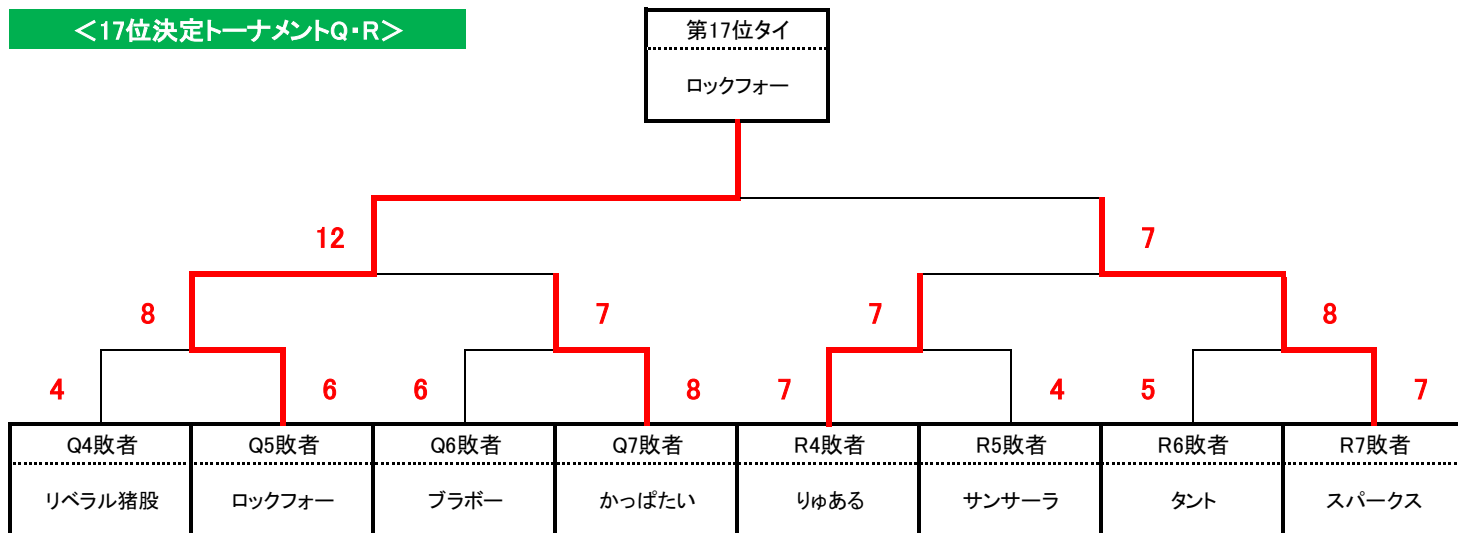 ＜17位決定トーナメントQ・R＞
第17位タイ
ロックフォー
12 7
8 7 7 8
4 6 6 8 7 4 5 7
Q4敗者 Q5敗者 Q6敗者 Q7敗者 R4敗者 R5敗者 R6敗者 R7敗者
リベラル猪股 ロックフォー ブラボー かっぱたい りゅある サンサーラ タント スパークス